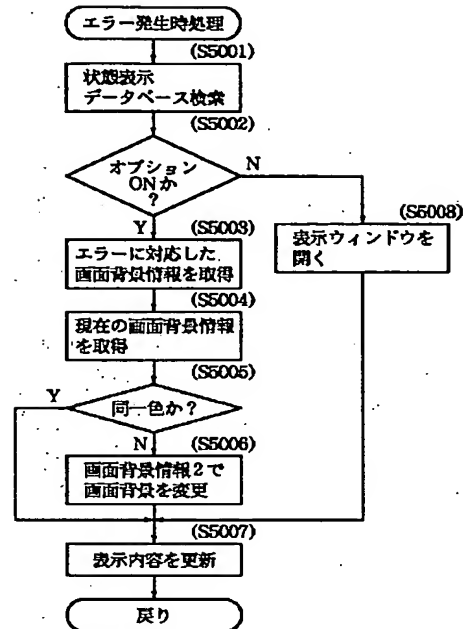 エラー発生時処理
(S5001)
状態表示
データベース検索
(S5002)
オプション
ONか
?
N
Y
(S5003)
エラーに対応した
画面背景情報を取得
(S5008)
表示ウィンドウを
開く
(S5004)
現在の画面背景情報
を取得
(S5005)
Y
同一色か?
N
(S5006)
画面背景情報2で
画面背景を変更
(S5007)
表示内容を更新
戻り